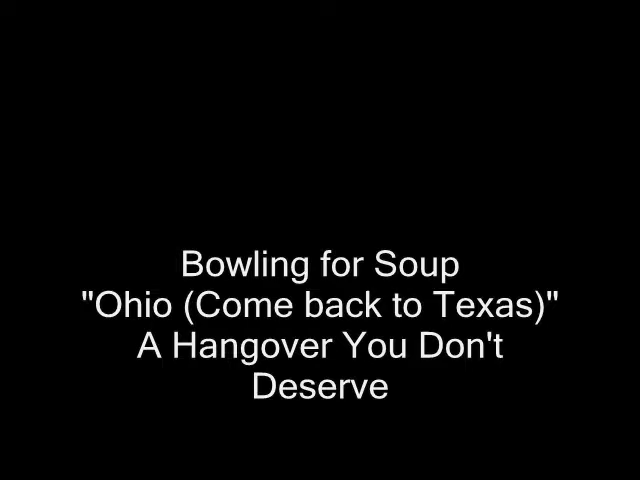 Bowling for Soup
"Ohio (Come back to Texas)"
A Hangover You Don't
Deserve